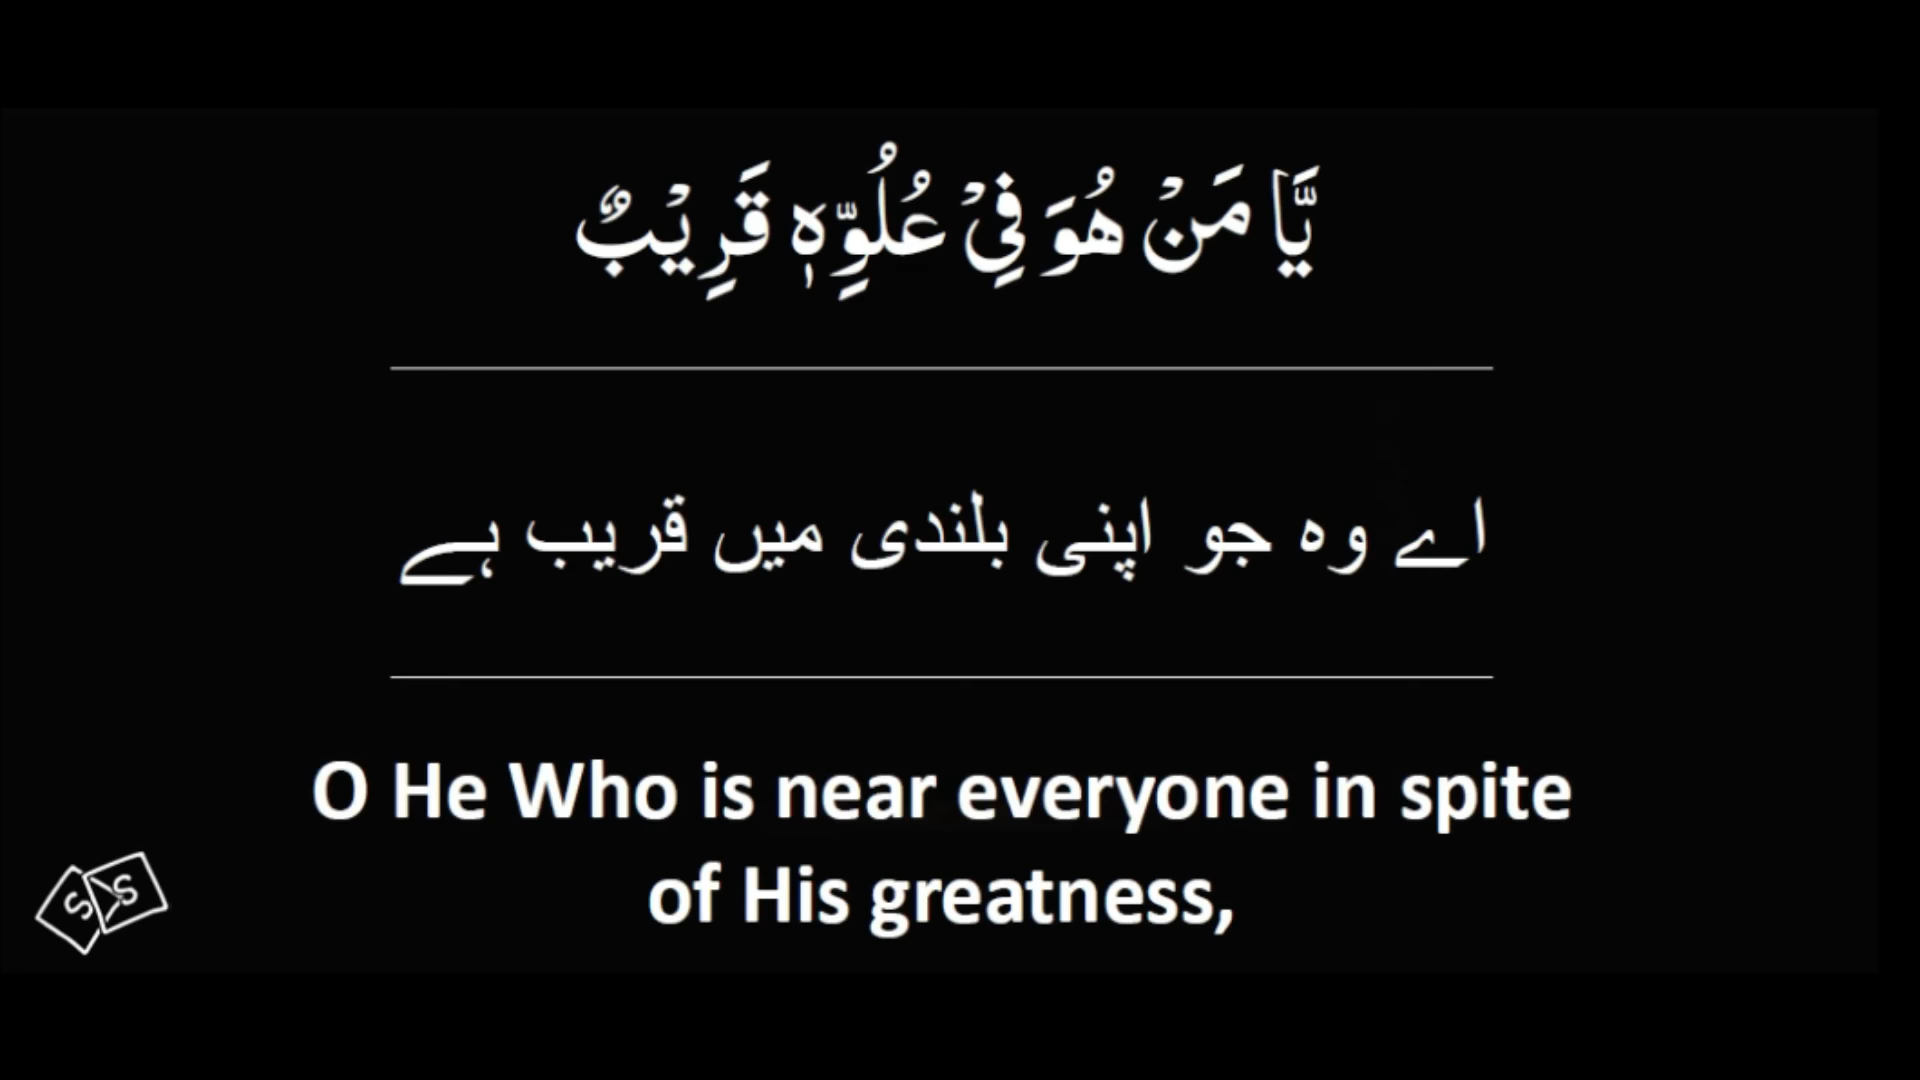 يَّا مَنْ هُوَ فِيْ عُلُوِّهٖ قَرِيْبٌ
اے وہ جو اپنی بلندی میں قریب ہے
O He Who is near everyone in spite
of His greatness,
S S